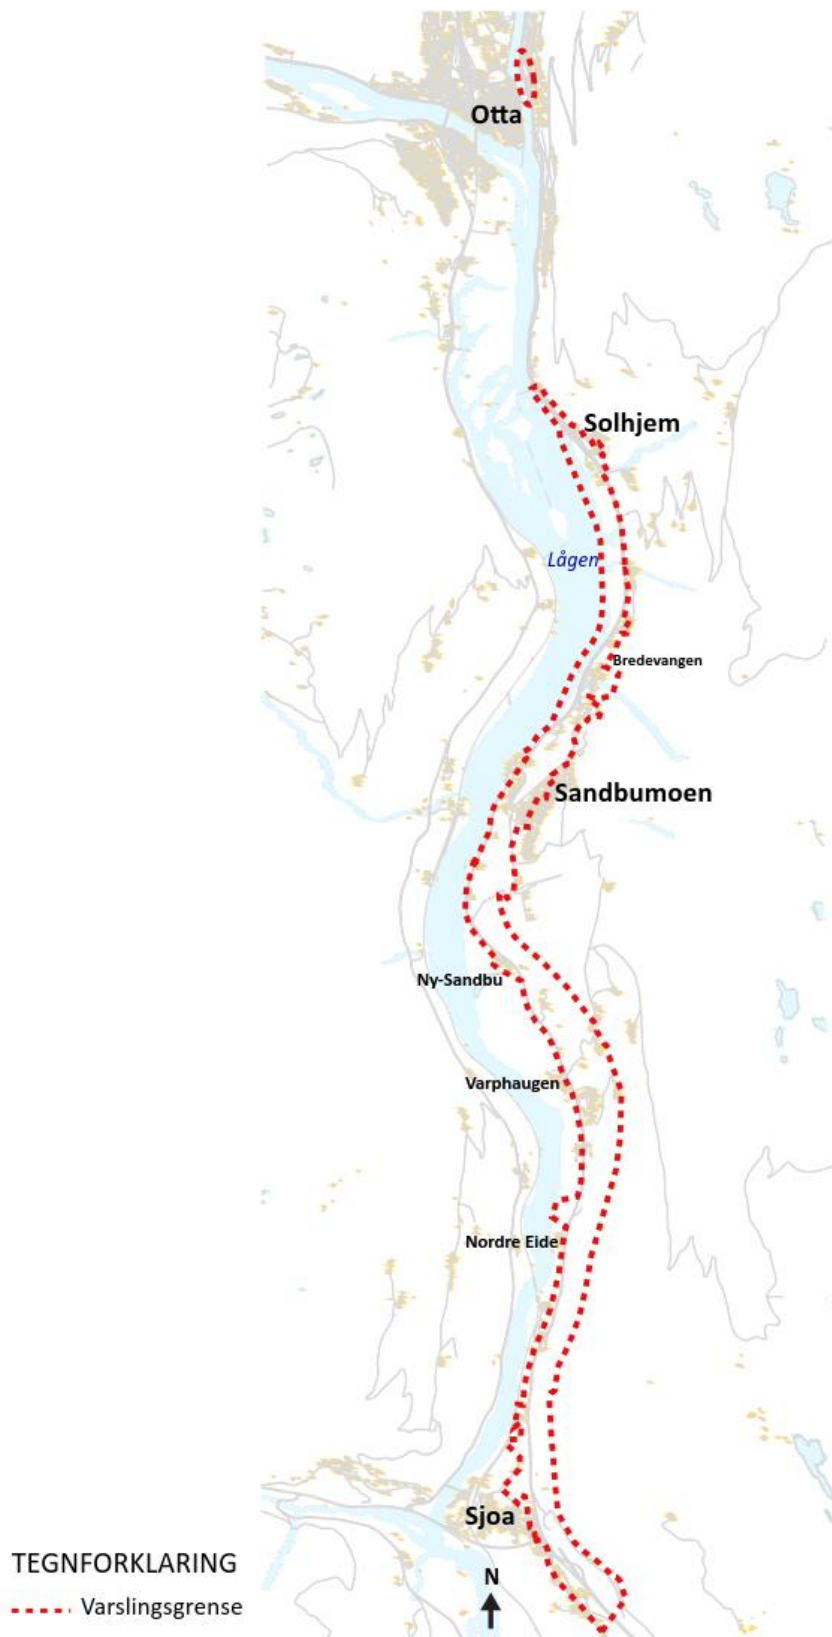 Otta
Solhjem
Lågen
Bredevangen
Sandbumoen
Ny-Sandbu
Varphaugen
Nordre Eide
Sjoa
TEGNFORKLARING
N
Varslingsgrense